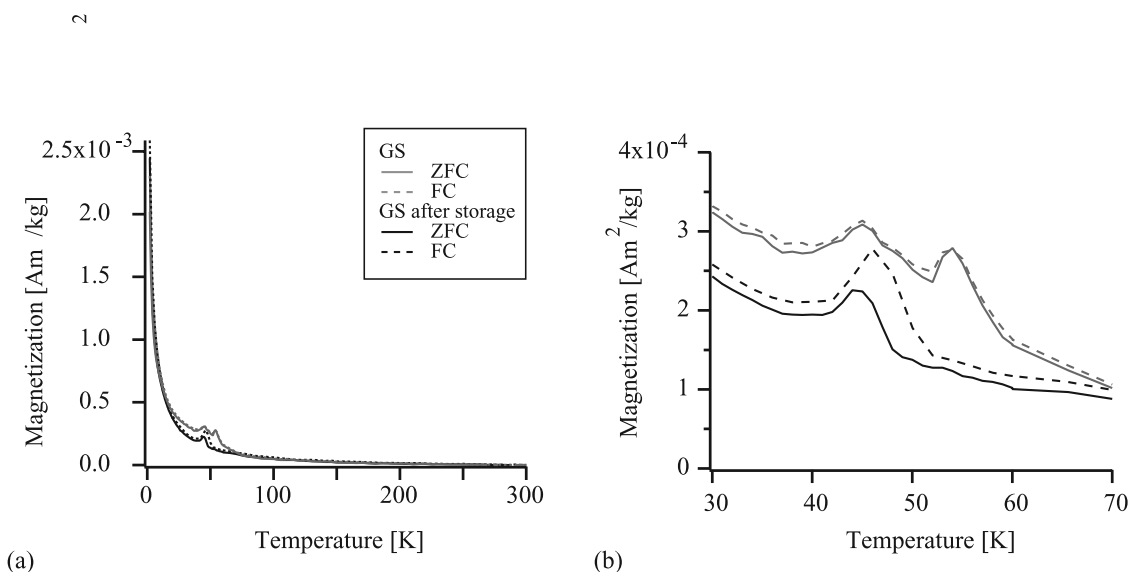 2
2.5x10 -3
2.0
1.5
1.0
0.5
0.0
Magnetization [Am /kg]
0 100 200 300
Temperature [K]
(a)
GS
ZFC
FC
GS after storage
ZFC
FC
4x10 -4
3
2
1
0
Magnetization [Am2/kg]
30 40 50 60 70
Temperature [K]
(b)